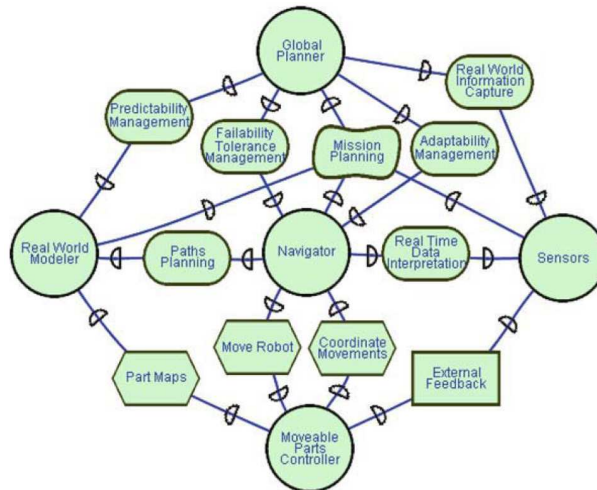 Global
Planner
Real World
Information
Capture
Predictability
Management
Failability
Tolerance
Management
Mission
Planning
Adaptability
Management
Real World
Modeler
Paths
Planning
Navigator
Real Time
Data
Interpretation
Sensors
Move Robot
Coordinate
Movements
Part Maps
External
Feedback
Moveable
Parts
Controller